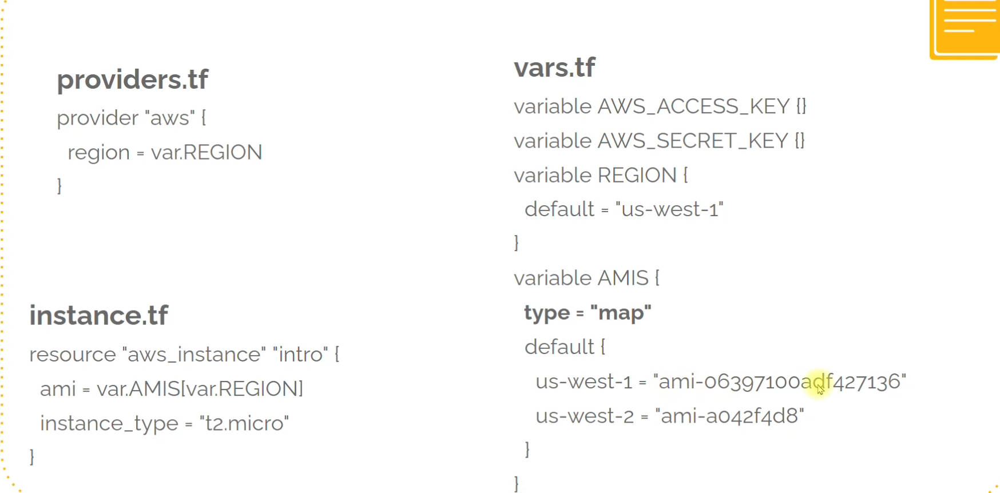 providers.tf
provider "aws" {
region = var.REGION
}
instance.tf
resource "aws_instance" "intro" {
ami = var.AMIS[var.REGION]
instance_type = "t2.micro"
}
vars.tf
variable AWS_ACCESS_KEY {}
variable AWS_SECRET_KEY {}
variable REGION {
default = "us-west-1"
}
variable AMIS {
type = "map"
default {
us-west-1 = "ami-06397100adf427136"
us-west-2 = "ami-a042f4d8"
}
}